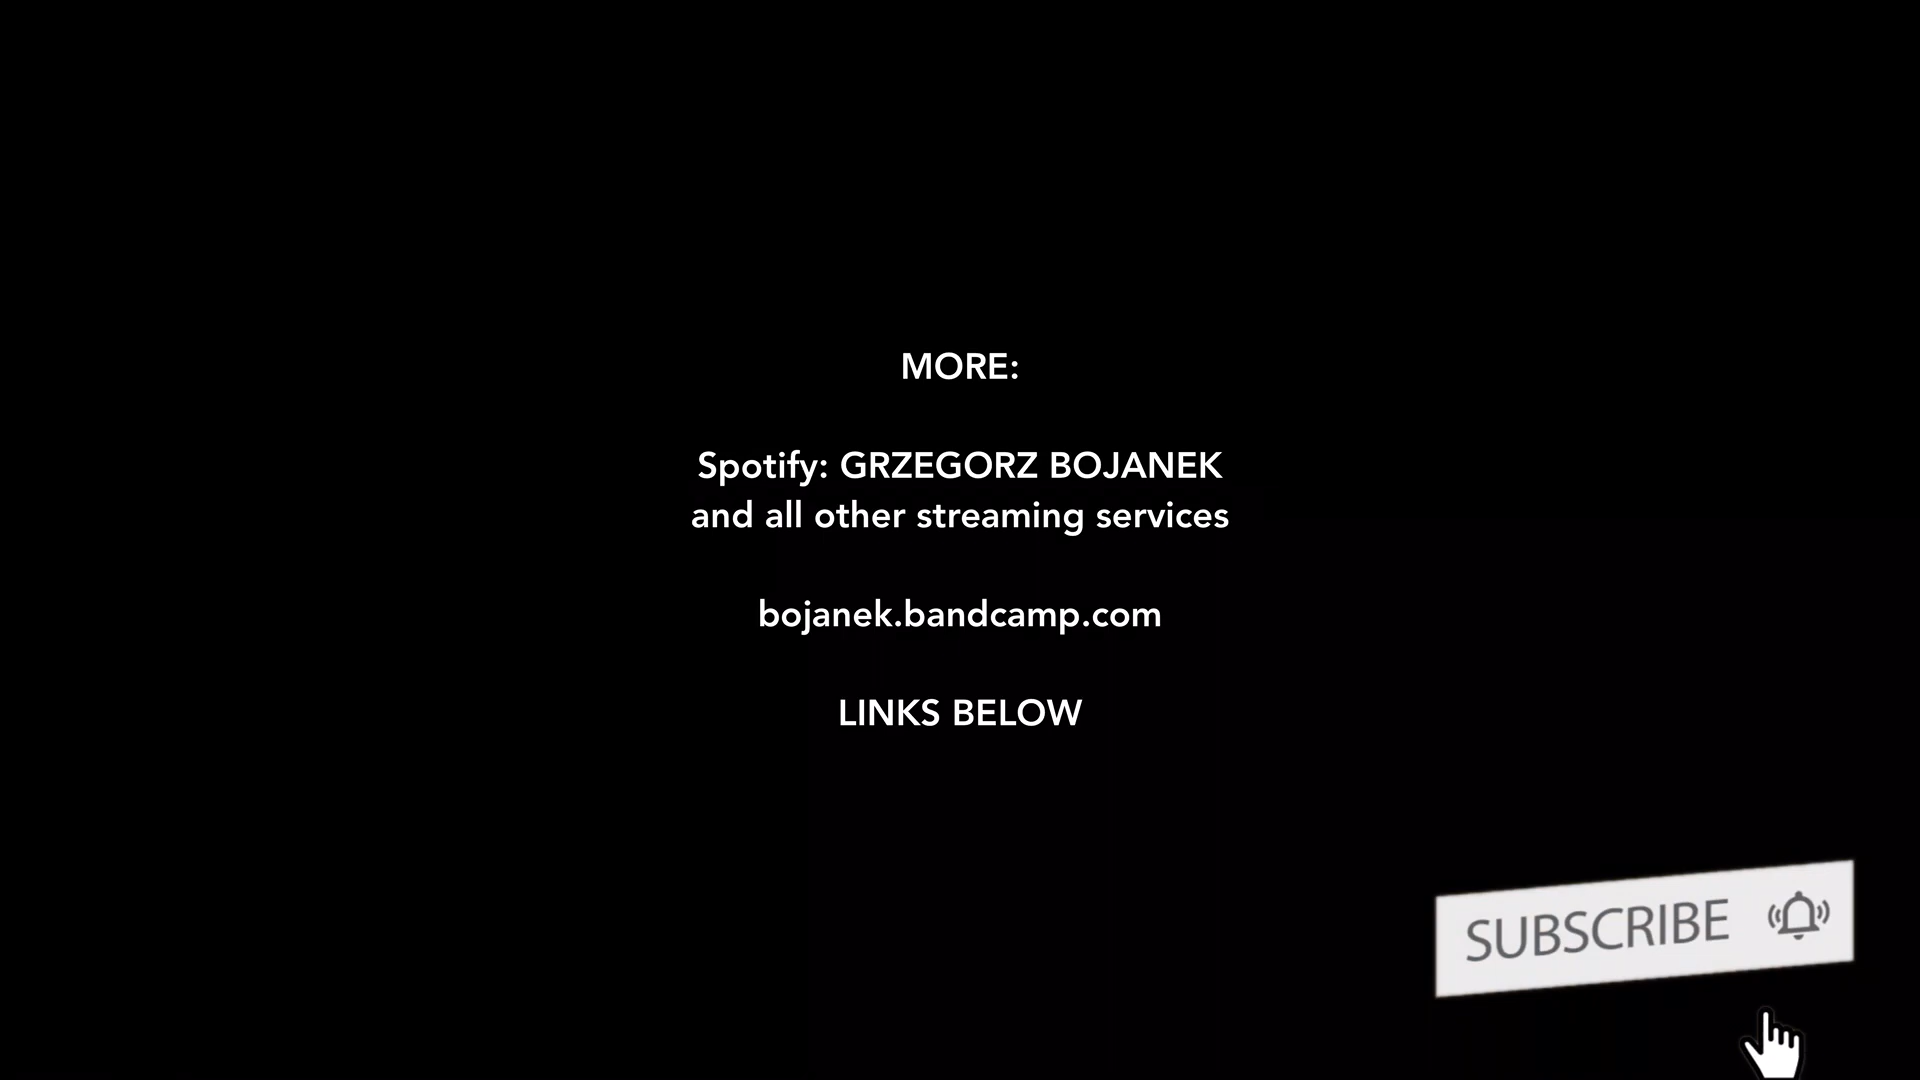 MORE:
Spotify: GRZEGORZ BOJANEK
and all other streaming services
bojanek.bandcamp.com
LINKS BELOW
SUBSCRIBE